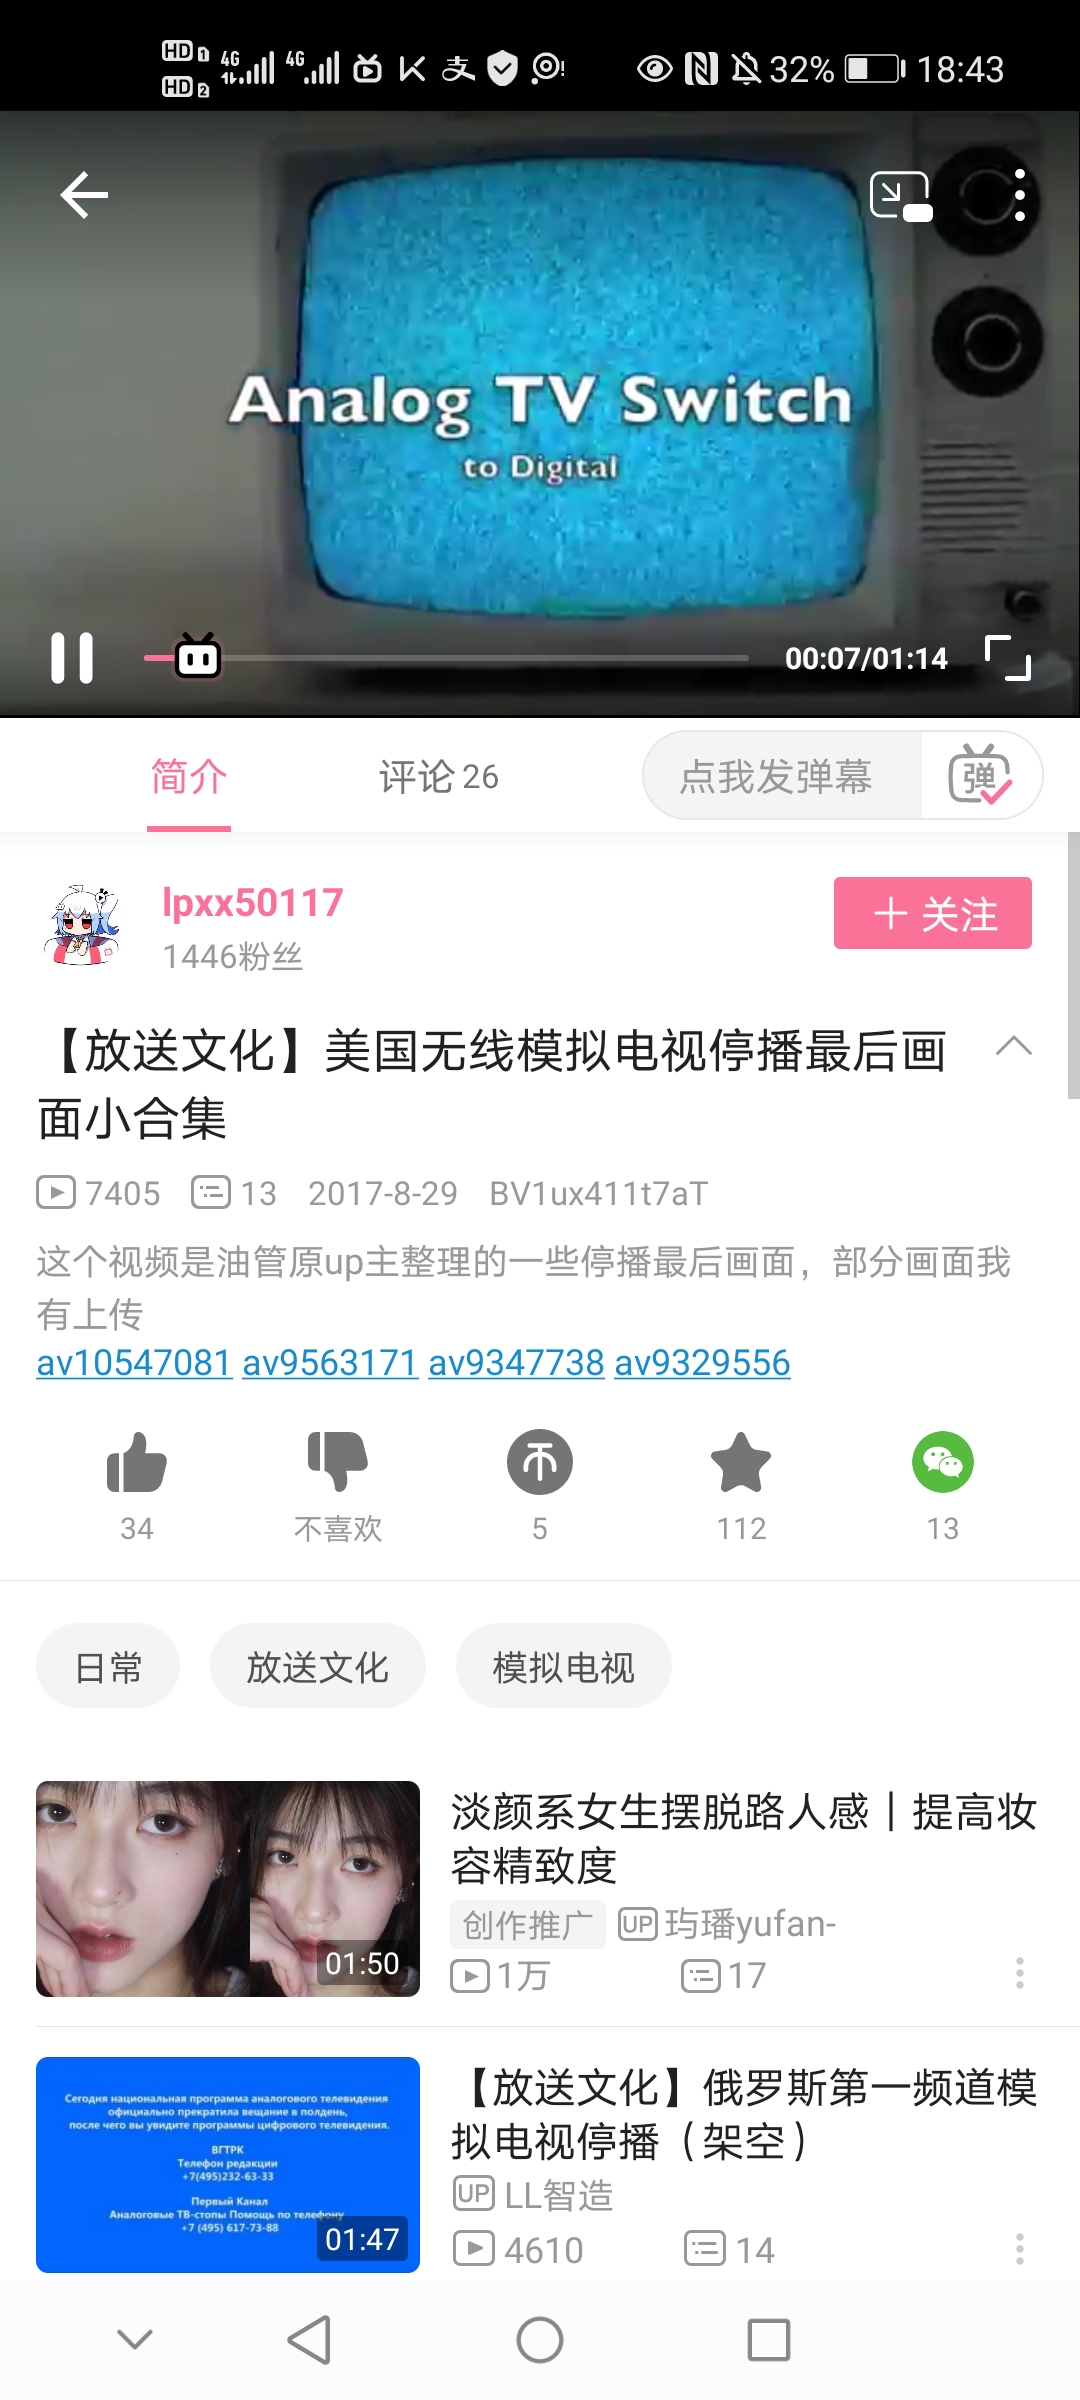 HD 1 4G 4G 支 32% 18:43
HD 2
Analog TV Switch
to Digital
00:07/01:14
简介 评论 26 点我发弹幕 弹
lpxx50117
1446粉丝
关注
【放送文化】美国无线模拟电视停播最后画
面小合集
7405 13 2017-8-29 BV1ux411t7aT
这个视频是油管原up主整理的一些停播最后画面，部分画面我
有上传
av10547081 av9563171 av9347738 av9329556
34 不喜欢 5 112 13
日常 放送文化 模拟电视
淡颜系女生摆脱路人感｜提高妆
容精致度
创作推广 UP 玙璠yufan-
1万 17
01:50
【放送文化】俄罗斯第一频道模
拟电视停播（架空）
UP LL智造
4610 14
Сегодня национальная программа аналогового телевидения
официально прекратила вещание в полдень,
после чего вы увидите программы цифрового телевидения.
ВГТРК
Телефон редакции
+7(495)232-63-33
Первый Канал
Аналоговые ТВ-стопы Помощь по телефону
+7 (495) 617-73-88
01:47